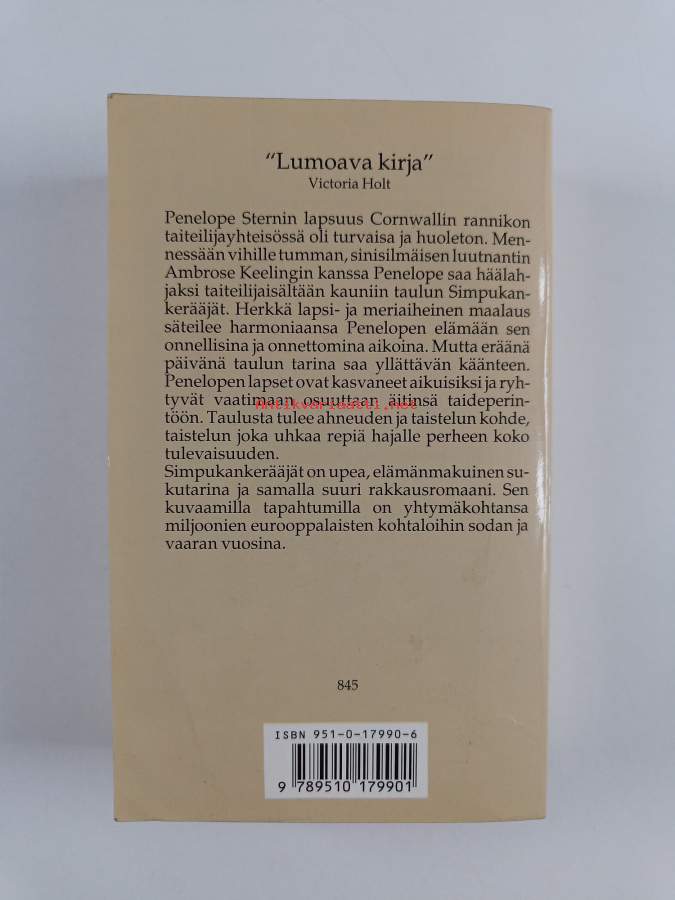 “Lumoava kirja”
Victoria Holt
Penelope Sternin lapsuus Cornwallin rannikon
taiteilijayhteisössä oli turvaisa ja huoleton. Men-
nessään vihille tumman, sinisilmäisen luutnantin
Ambrose Keelingin kanssa Penelope saa häälah-
jaksi taiteilijaisältään kauniin taulun Simpukan-
kerääjät. Herkkä lapsi- ja meriaiheinen maalaus
säteilee harmoniaansa Penelopen elämään sen
onnellisina ja onnettomina aikoina. Mutta eräänä
päivänä taulun tarina saa yllättävän käänteen.
Penelopen lapset ovat kasvaneet aikuisiksi ja ryh-
tyvät vaatimaan osuuttaan äitinsä taideperin-
Antikvariaatti.net
töön. Taulusta tulee ahneuden ja taistelun kohde,
taistelun joka uhkaa repiä hajalle perheen koko
tulevaisuuden.
Simpukankerääjät on upea, elämänmakuinen su-
kutarina ja samalla suuri rakkausromaani. Sen
kuvaamilla tapahtumilla on yhtymäkohtansa
miljoonien eurooppalaisten kohtaloihin sodan ja
vaaran vuosina.
845
ISBN 951-0-17990-6
9 789510 179901